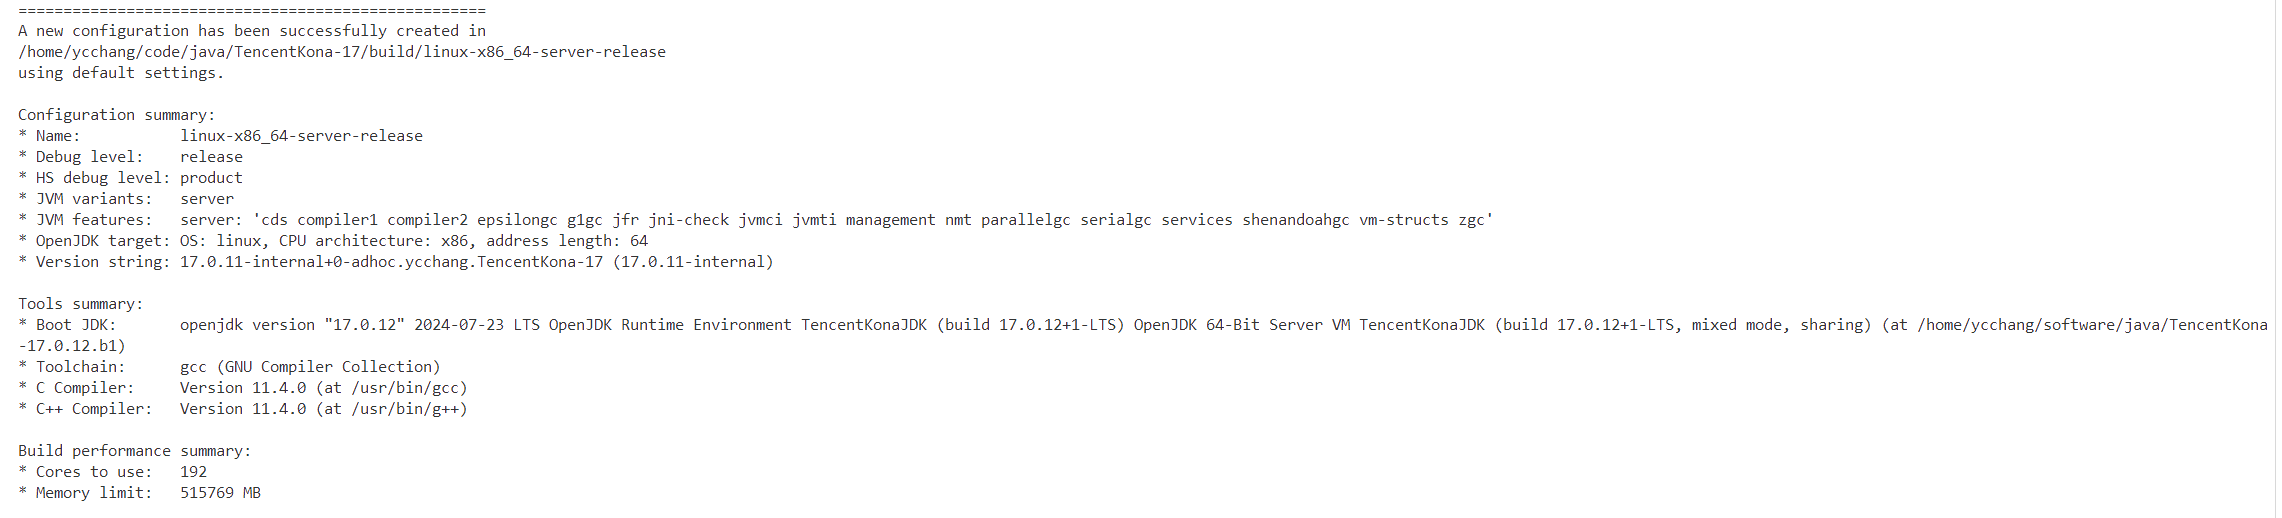 ====================================================
A new configuration has been successfully created in
/home/ycchang/code/java/TencentKona-17/build/linux-x86_64-server-release
using default settings.

Configuration summary:
* Name:           linux-x86_64-server-release
* Debug level:    release
* HS debug level: product
* JVM variants:   server
* JVM features:   server: 'cds compiler1 compiler2 epsilongc g1gc jfr jni-check jvmci jvmti management nmt parallelgc serialgc services shenandoahgc vm-structs zgc'
* OpenJDK target: OS: linux, CPU architecture: x86, address length: 64
* Version string: 17.0.11-internal+0-adhoc.ycchang.TencentKona-17 (17.0.11-internal)

Tools summary:
* Boot JDK:       openjdk version "17.0.12" 2024-07-23 LTS OpenJDK Runtime Environment TencentKonaJDK (build 17.0.12+1-LTS) OpenJDK 64-Bit Server VM TencentKonaJDK (build 17.0.12+1-LTS, mixed mode, sharing) (at /home/ycchang/software/java/TencentKona
-17.0.12.b1)
* Toolchain:      gcc (GNU Compiler Collection)
* C Compiler:     Version 11.4.0 (at /usr/bin/gcc)
* C++ Compiler:   Version 11.4.0 (at /usr/bin/g++)

Build performance summary:
* Cores to use:   192
* Memory limit:   515769 MB